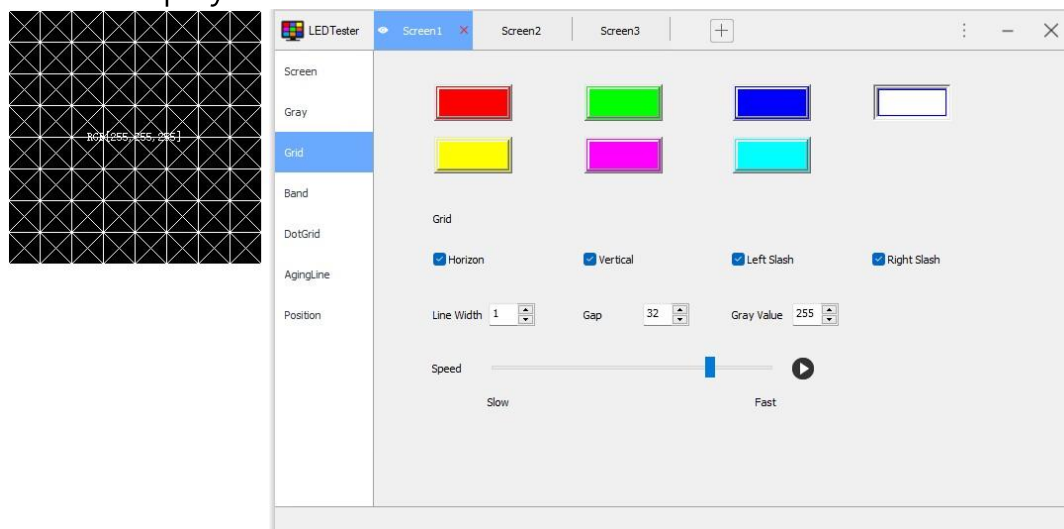 LEDTester
Screen1
Screen2
Screen3
Screen
Gray
Grid
Band
DotGrid
AgingLine
Position
RGB[255,255,255]
Grid
Horizon
Vertical
Left Slash
Right Slash
Line Width 1
Gap 32
Gray Value 255
Speed
Slow
Fast